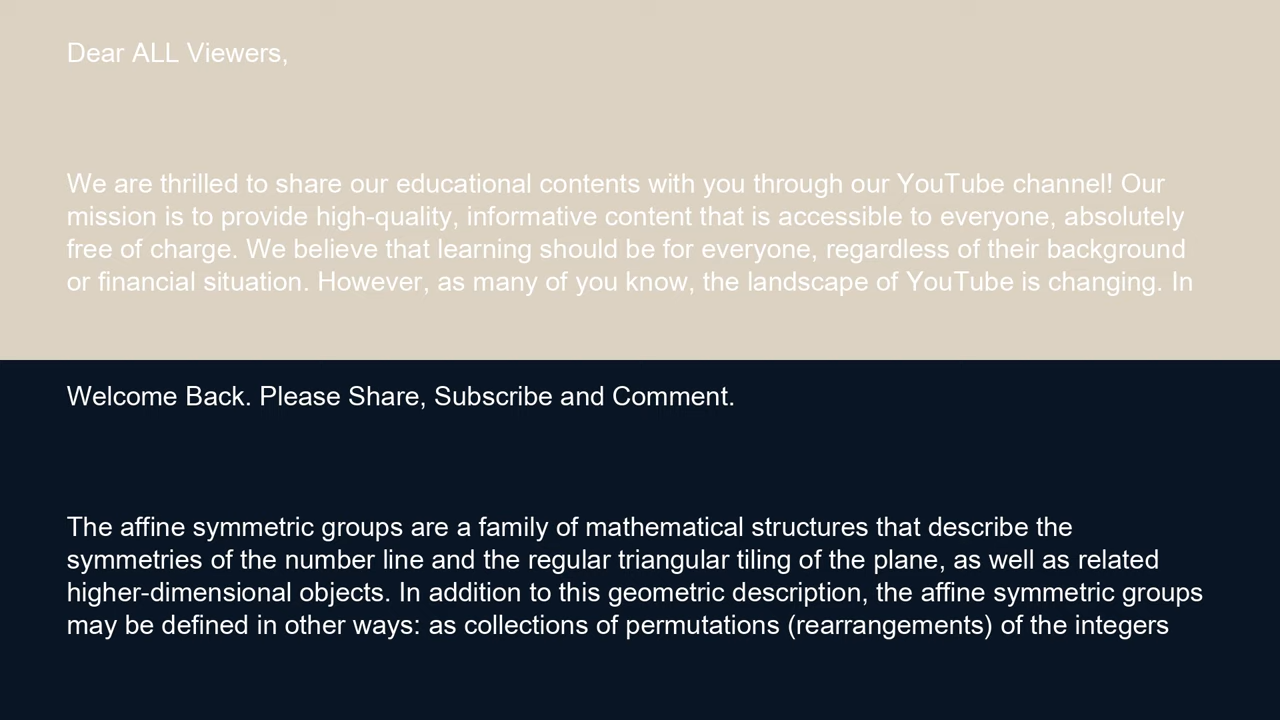 Dear ALL Viewers,
We are thrilled to share our educational contents with you through our YouTube channel! Our
mission is to provide high-quality, informative content that is accessible to everyone, absolutely
free of charge. We believe that learning should be for everyone, regardless of their background
or financial situation. However, as many of you know, the landscape of YouTube is changing. In
Welcome Back. Please Share, Subscribe and Comment.
The affine symmetric groups are a family of mathematical structures that describe the
symmetries of the number line and the regular triangular tiling of the plane, as well as related
higher-dimensional objects. In addition to this geometric description, the affine symmetric groups
may be defined in other ways: as collections of permutations (rearrangements) of the integers